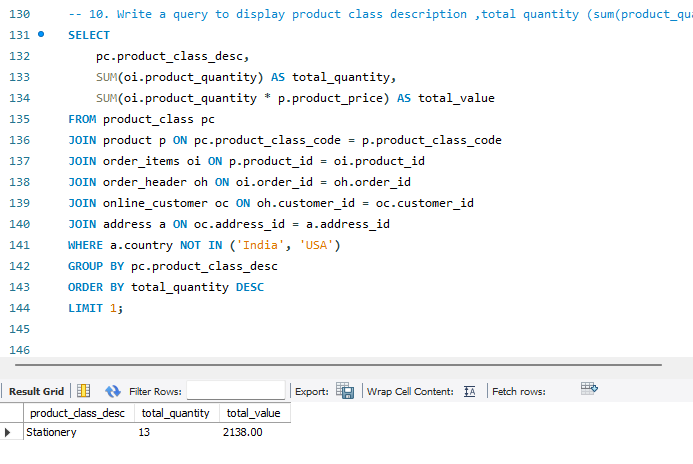 130 -- 10. Write a query to display product class description ,total quantity (sum(product_qua
131 SELECT
132 pc.product_class_desc,
133 SUM(oi.product_quantity) AS total_quantity,
134 SUM(oi.product_quantity * p.product_price) AS total_value
135 FROM product_class pc
136 JOIN product p ON pc.product_class_code = p.product_class_code
137 JOIN order_items oi ON p.product_id = oi.product_id
138 JOIN order_header oh ON oi.order_id = oh.order_id
139 JOIN online_customer oc ON oh.customer_id = oc.customer_id
140 JOIN address a ON oc.address_id = a.address_id
141 WHERE a.country NOT IN ('India', 'USA')
142 GROUP BY pc.product_class_desc
143 ORDER BY total_quantity DESC
144 LIMIT 1;
145
146
Result Grid Filter Rows: Export: Wrap Cell Content: IA Fetch rows:
product_class_desc total_quantity total_value
Stationery 13 2138.00